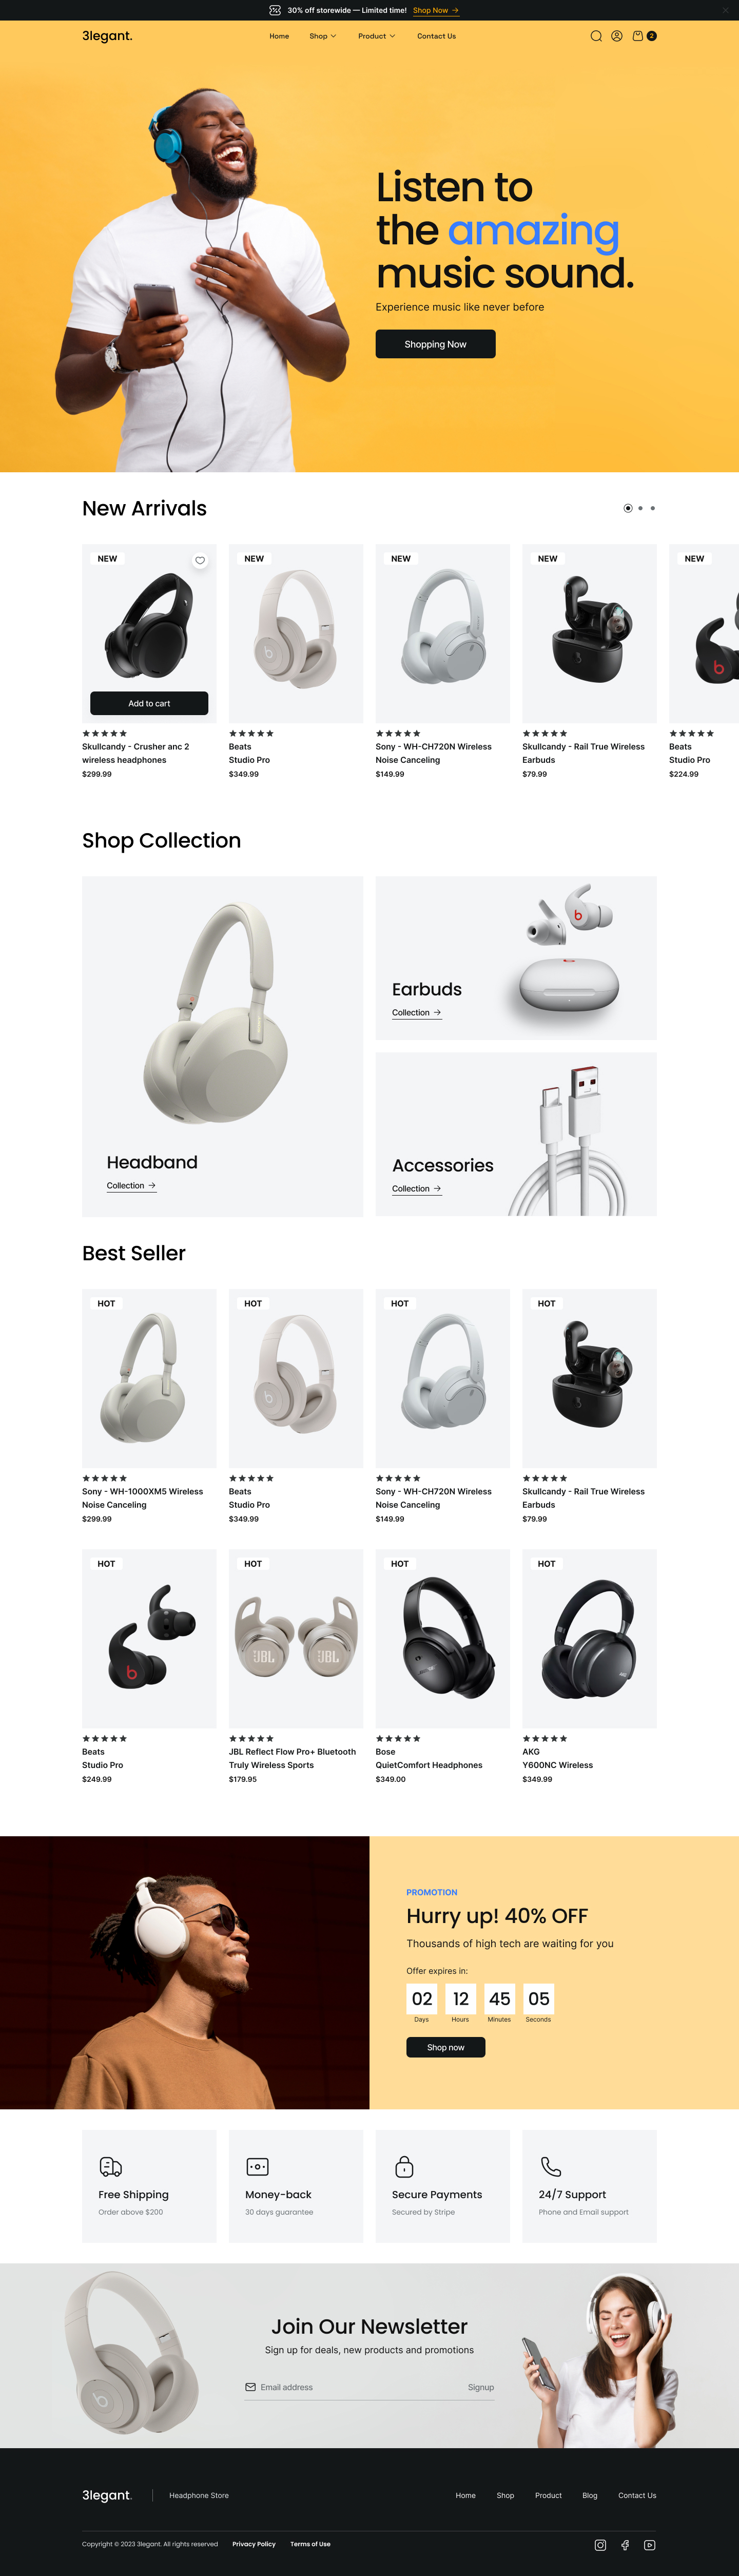 30% off storewide — Limited time! Shop Now →
3legant.
Home Shop Product Contact Us
2
Listen to
the amazing
music sound.
Experience music like never before
Shopping Now
New Arrivals
NEW NEW NEW NEW NEW
Add to cart
Skullcandy - Crusher anc 2
wireless headphones
$299.99
Beats
Studio Pro
$349.99
Sony - WH-CH720N Wireless
Noise Canceling
$149.99
Skullcandy - Rail True Wireless
Earbuds
$79.99
Beats
Studio Pro
$224.99
Shop Collection
Headband
Collection →
Earbuds
Collection →
Accessories
Collection →
Best Seller
HOT HOT HOT HOT
Sony - WH-1000XM5 Wireless
Noise Canceling
$299.99
Beats
Studio Pro
$349.99
Sony - WH-CH720N Wireless
Noise Canceling
$149.99
Skullcandy - Rail True Wireless
Earbuds
$79.99
HOT HOT HOT HOT
JBL JBL
AKG
Beats
Studio Pro
$249.99
JBL Reflect Flow Pro+ Bluetooth
Truly Wireless Sports
$179.95
Bose
QuietComfort Headphones
$349.00
AKG
Y600NC Wireless
$349.99
PROMOTION
Hurry up! 40% OFF
Thousands of high tech are waiting for you
Offer expires in:
02 12 45 05
Days Hours Minutes Seconds
Shop now
Free Shipping
Order above $200
Money-back
30 days guarantee
Secure Payments
Secured by Stripe
24/7 Support
Phone and Email support
Join Our Newsletter
Sign up for deals, new products and promotions
Email address Signup
3legant. Headphone Store
Home Shop Product Blog Contact Us
Copyright © 2023 3legant. All rights reserved Privacy Policy Terms of Use